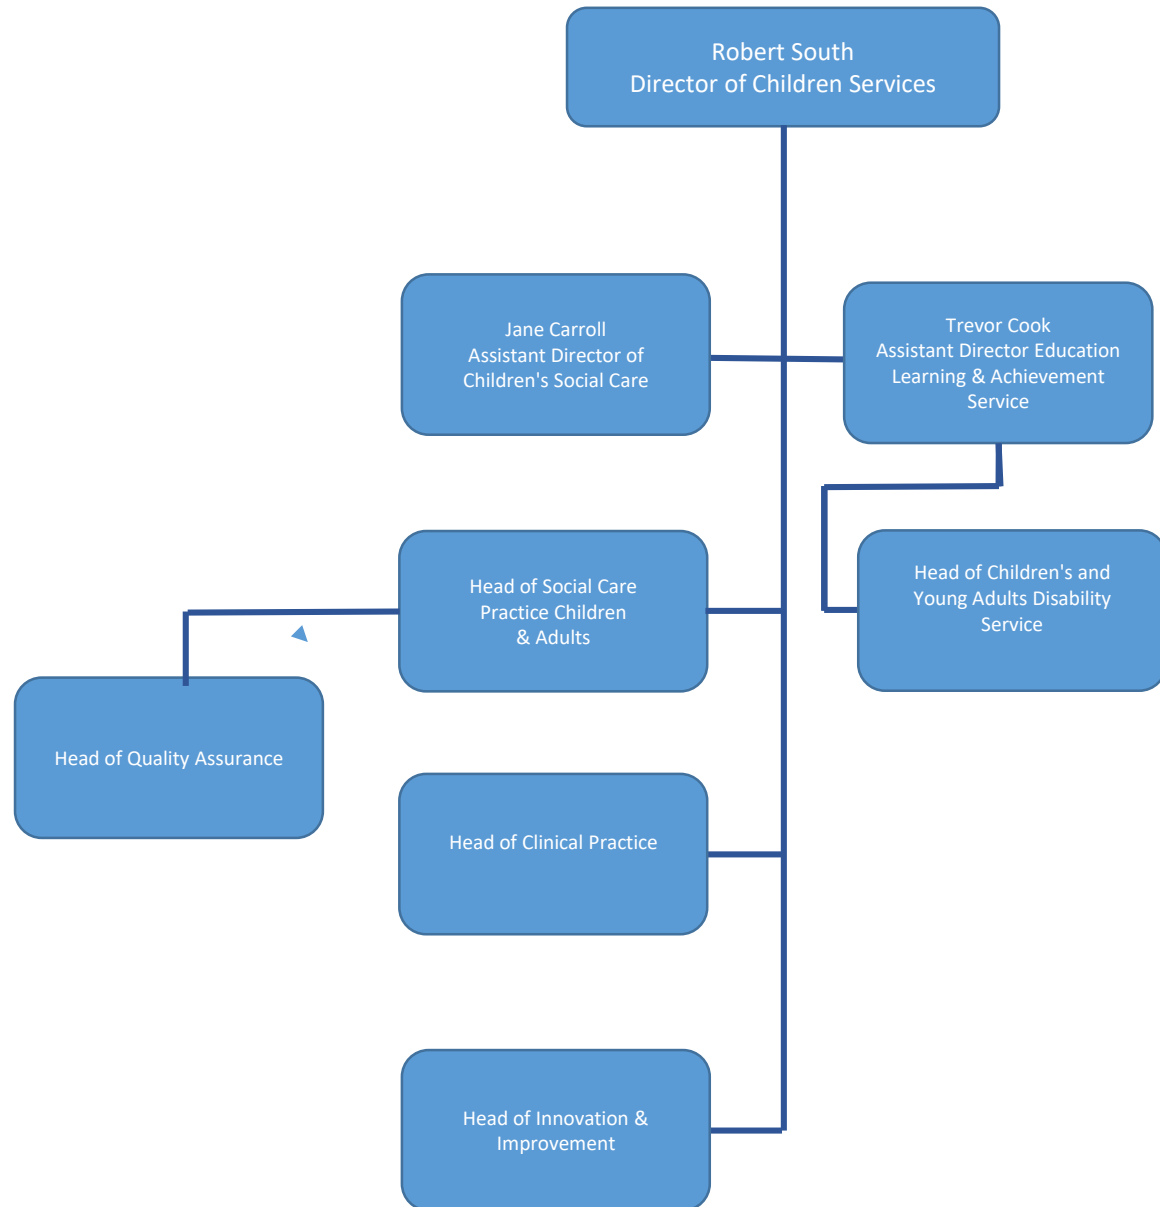 Robert South
Director of Children Services
Jane Carroll
Assistant Director of
Children's Social Care
Trevor Cook
Assistant Director Education
Learning & Achievement
Service
Head of Social Care
Practice Children
& Adults
Head of Children's and
Young Adults Disability
Service
Head of Quality Assurance
Head of Clinical Practice
Head of Innovation &
Improvement